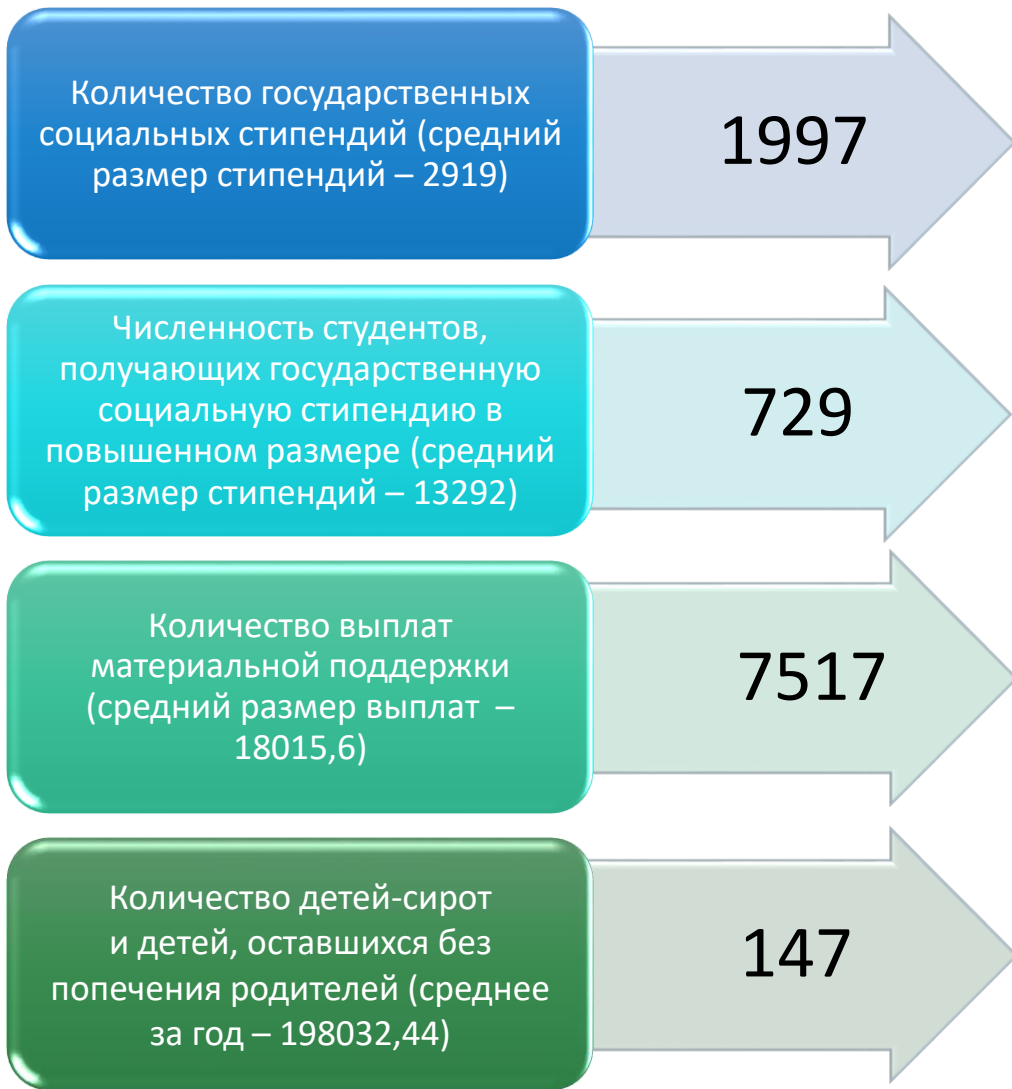 Количество государственных
социальных стипендий (средний
размер стипендий – 2919)
1997
Численность студентов,
получающих государственную
социальную стипендию в
повышенном размере (средний
размер стипендий – 13292)
729
Количество выплат
материальной поддержки
(средний размер выплат –
18015,6)
7517
Количество детей-сирот
и детей, оставшихся без
попечения родителей (среднее
за год – 198032,44)
147